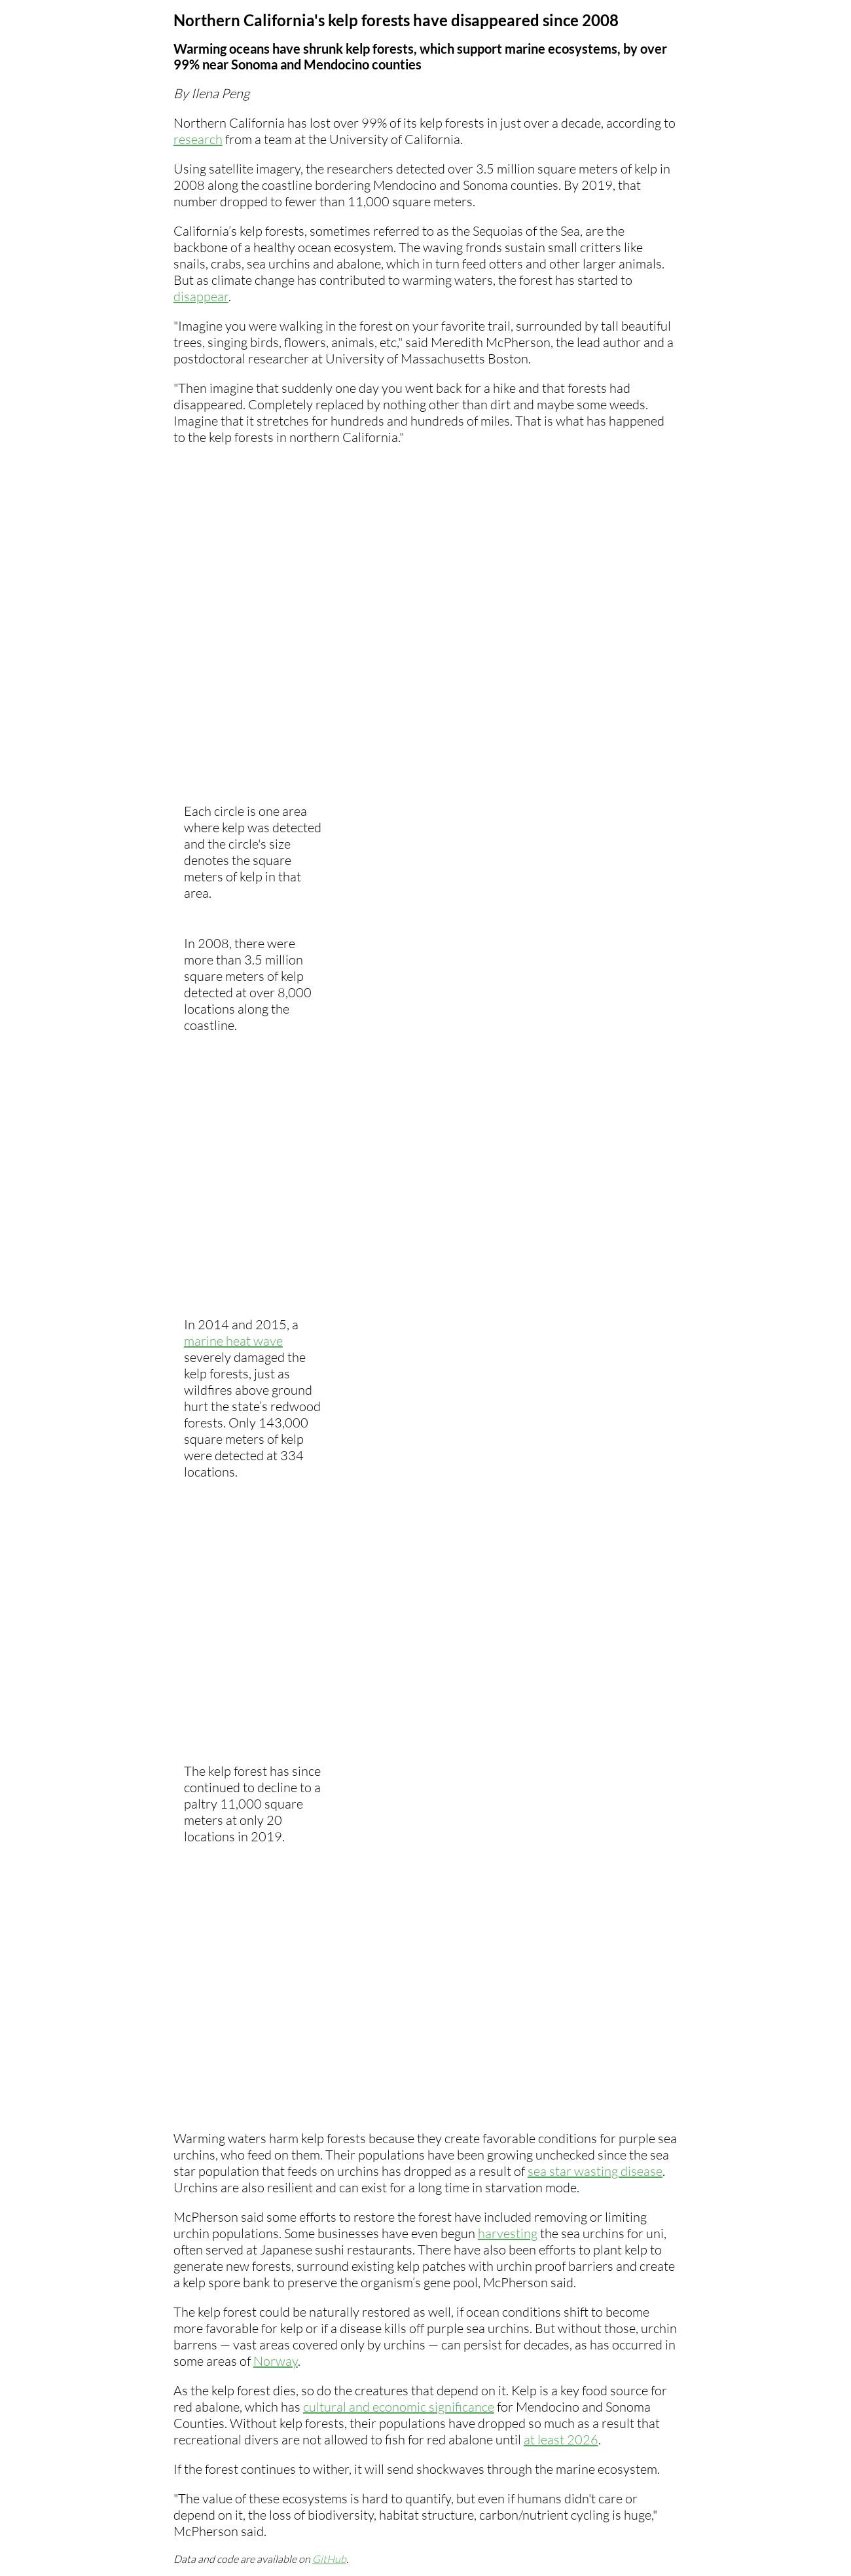 Northern California's kelp forests have disappeared since 2008
Warming oceans have shrunk kelp forests, which support marine ecosystems, by over
99% near Sonoma and Mendocino counties
By Ilena Peng
Northern California has lost over 99% of its kelp forests in just over a decade, according to
research from a team at the University of California.
Using satellite imagery, the researchers detected over 3.5 million square meters of kelp in
2008 along the coastline bordering Mendocino and Sonoma counties. By 2019, that
number dropped to fewer than 11,000 square meters.
California's kelp forests, sometimes referred to as the Sequoias of the Sea, are the
backbone of a healthy ocean ecosystem. The waving fronds sustain small critters like
snails, crabs, sea urchins and abalone, which in turn feed otters and other larger animals.
But as climate change has contributed to warming waters, the forest has started to
disappear.
"Imagine you were walking in the forest on your favorite trail, surrounded by tall beautiful
trees, singing birds, flowers, animals, etc," said Meredith McPherson, the lead author and a
postdoctoral researcher at University of Massachusetts Boston.
"Then imagine that suddenly one day you went back for a hike and that forests had
disappeared. Completely replaced by nothing other than dirt and maybe some weeds.
Imagine that it stretches for hundreds and hundreds of miles. That is what has happened
to the kelp forests in northern California."
Each circle is one area
where kelp was detected
and the circle's size
denotes the square
meters of kelp in that
area.
In 2008, there were
more than 3.5 million
square meters of kelp
detected at over 8,000
locations along the
coastline.
In 2014 and 2015, a
marine heat wave
severely damaged the
kelp forests, just as
wildfires above ground
hurt the state's redwood
forests. Only 143,000
square meters of kelp
were detected at 334
locations.
The kelp forest has since
continued to decline to a
paltry 11,000 square
meters at only 20
locations in 2019.
Warming waters harm kelp forests because they create favorable conditions for purple sea
urchins, who feed on them. Their populations have been growing unchecked since the sea
star population that feeds on urchins has dropped as a result of sea star wasting disease.
Urchins are also resilient and can exist for a long time in starvation mode.
McPherson said some efforts to restore the forest have included removing or limiting
urchin populations. Some businesses have even begun harvesting the sea urchins for uni,
often served at Japanese sushi restaurants. There have also been efforts to plant kelp to
generate new forests, surround existing kelp patches with urchin proof barriers and create
a kelp spore bank to preserve the organism's gene pool, McPherson said.
The kelp forest could be naturally restored as well, if ocean conditions shift to become
more favorable for kelp or if a disease kills off purple sea urchins. But without those, urchin
barrens — vast areas covered only by urchins — can persist for decades, as has occurred in
some areas of Norway.
As the kelp forest dies, so do the creatures that depend on it. Kelp is a key food source for
red abalone, which has cultural and economic significance for Mendocino and Sonoma
Counties. Without kelp forests, their populations have dropped so much as a result that
recreational divers are not allowed to fish for red abalone until at least 2026.
If the forest continues to wither, it will send shockwaves through the marine ecosystem.
"The value of these ecosystems is hard to quantify, but even if humans didn't care or
depend on it, the loss of biodiversity, habitat structure, carbon/nutrient cycling is huge,"
McPherson said.
Data and code are available on GitHub.